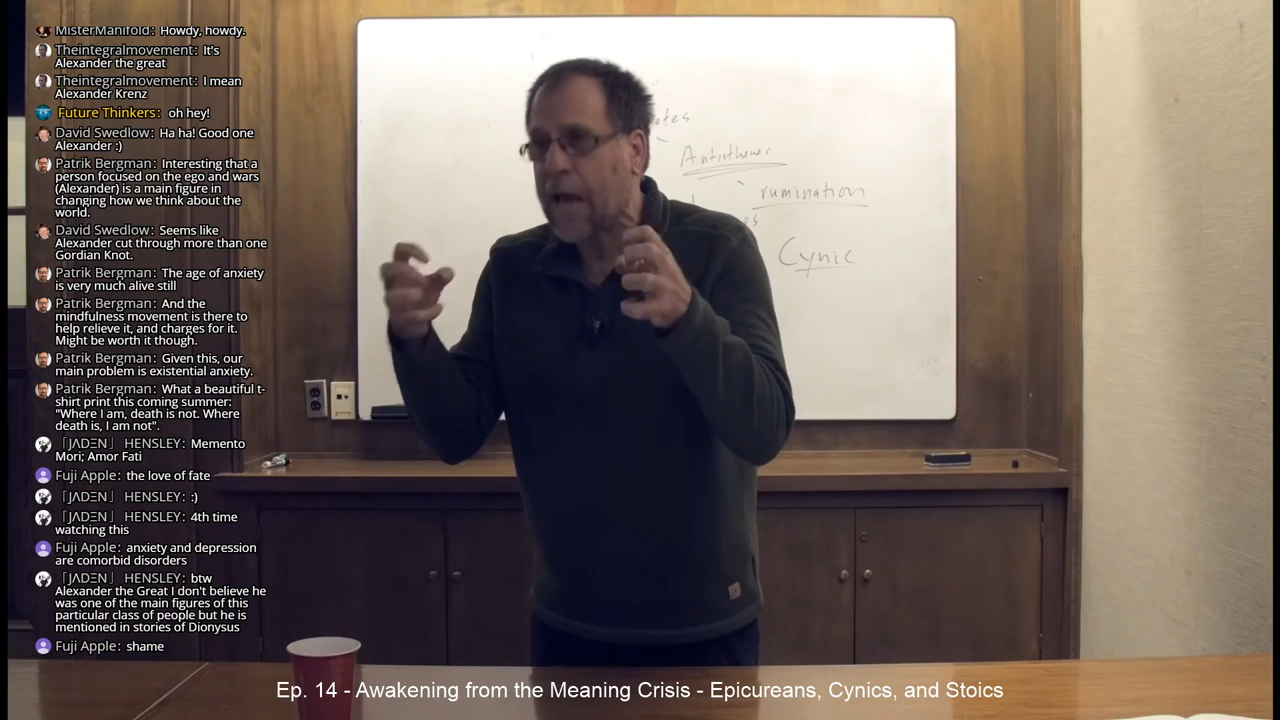 MisterManifold: Howdy, howdy.
Theintegralmovement: It's
Alexander the great
Theintegralmovement: I mean
Alexander Krenz
Future Thinkers: oh hey!
David Swedlow: Ha ha! Good one
Alexander :)
Patrik Bergman: Interesting that a
person focused on the ego and wars
(Alexander) is a main figure in
changing how we think about the
world.
David Swedlow: Seems like
Alexander cut through more than one
Gordian Knot.
Patrik Bergman: The age of anxiety
is very much alive still
Patrik Bergman: And the
mindfulness movement is there to
help relieve it, and charges for it.
Might be worth it though.
Patrik Bergman: Given this, our
main problem is existential anxiety.
Patrik Bergman: What a beautiful t-
shirt print this coming summer:
"Where I am, death is not. Where
death is, I am not".
「JΛDΞN」 HENSLEY: Memento
Mori; Amor Fati
Fuji Apple: the love of fate
「JΛDΞN」 HENSLEY: :)
「JΛDΞN」 HENSLEY: 4th time
watching this
Fuji Apple: anxiety and depression
are comorbid disorders
「JΛDΞN」 HENSLEY: btw
Alexander the Great I don't believe he
was one of the main figures of this
particular class of people but he is
mentioned in stories of Dionysus
Fuji Apple: shame
Antisthenes
rumination
Cynic
Ep. 14 - Awakening from the Meaning Crisis - Epicureans, Cynics, and Stoics